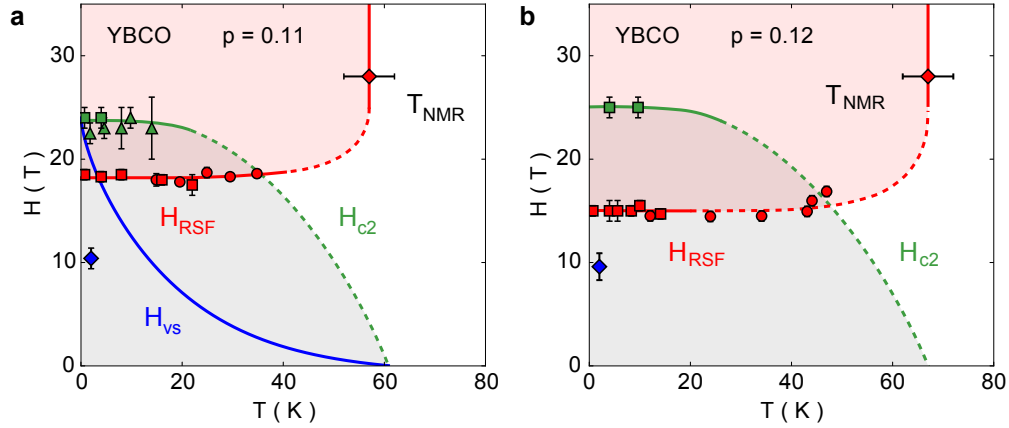 a
YBCO p = 0.11
T_NMR
H_RSF
H_c2
H_vs
H ( T )
30
20
10
0
0 20 40 60 80
T ( K )
b
YBCO p = 0.12
T_NMR
H_RSF
H_c2
H ( T )
30
20
10
0
0 20 40 60 80
T ( K )